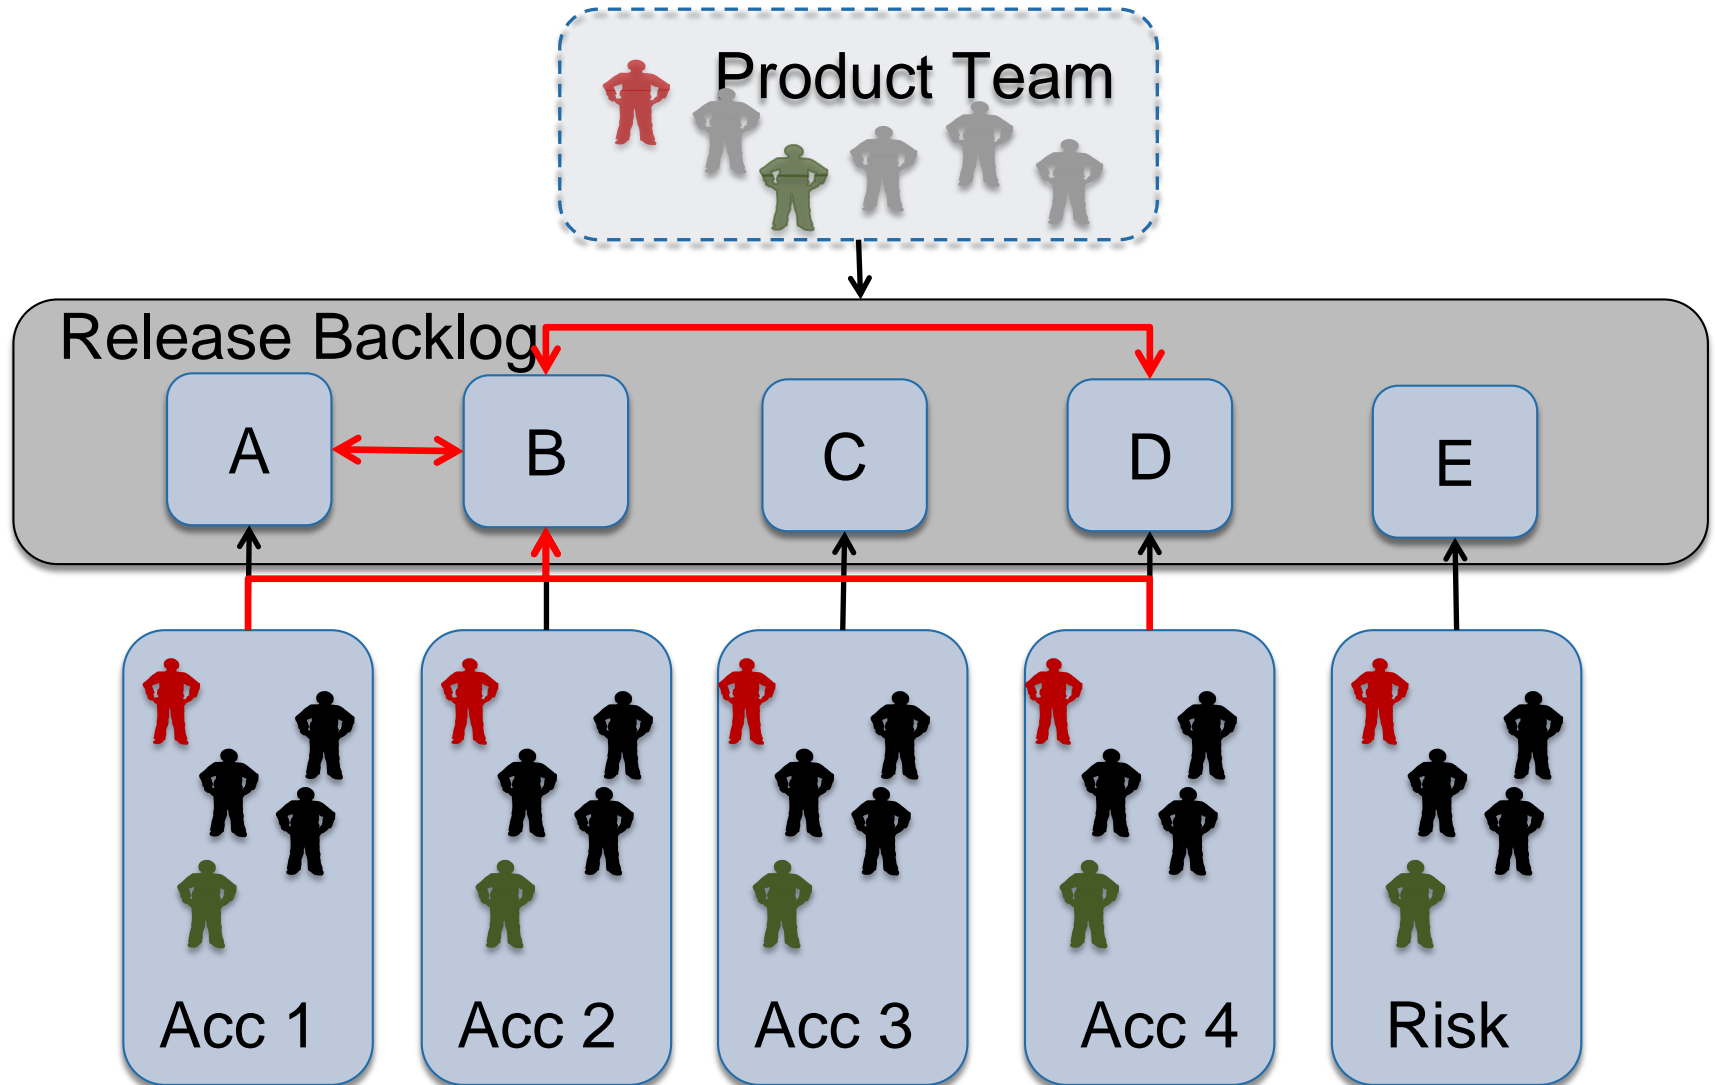 Product Team
Release Backlog
A
B
C
D
E
Acc 1
Acc 2
Acc 3
Acc 4
Risk